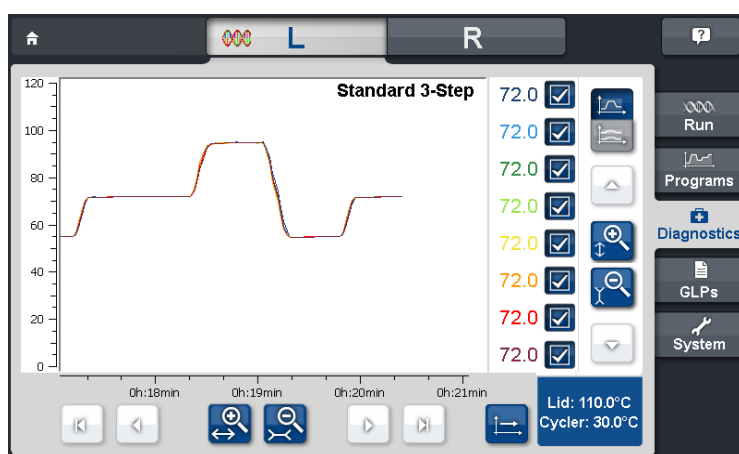 L R ?
Standard 3-Step
120
100
80
60
40
20
0
72.0
72.0
72.0
72.0
72.0
72.0
72.0
72.0
0h:18min 0h:19min 0h:20min 0h:21min
Lid: 110.0°C
Cycler: 30.0°C
Run
Programs
Diagnostics
GLPs
System